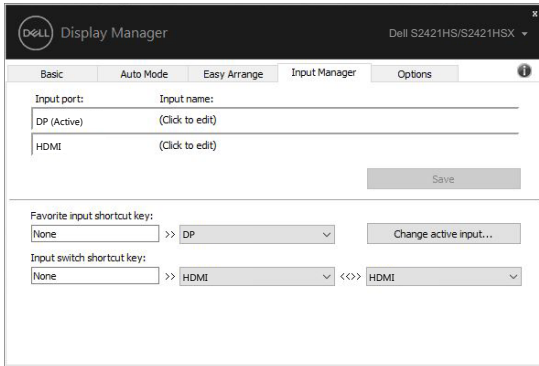 x
DELL Display Manager Dell S2421HS/S2421HSX
Basic Auto Mode Easy Arrange Input Manager Options i
Input port: Input name:
DP (Active) (Click to edit)
HDMI (Click to edit)
Save
Favorite input shortcut key:
None >> DP Change active input...
Input switch shortcut key:
None >> HDMI <<>> HDMI